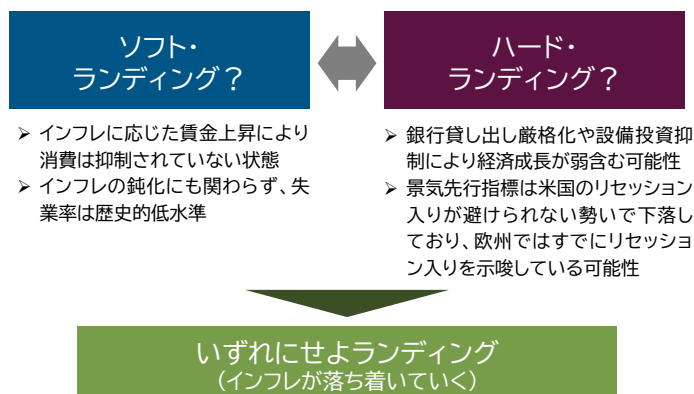 ソフト・
ランディング？
ハード・
ランディング？
➢ インフレに応じた賃金上昇により
消費は抑制されていない状態
➢ インフレの鈍化にも関わらず、失
業率は歴史的低水準
➢ 銀行貸し出し厳格化や設備投資抑
制により経済成長が弱含む可能性
➢ 景気先行指標は米国のリセッション
入りが避けられない勢いで下落し
ており、欧州ではすでにリセッショ
ン入りを示唆している可能性
いずれにせよランディング
（インフレが落ち着いていく）